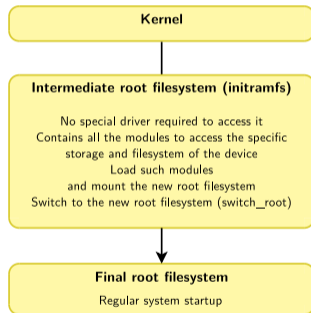 Kernel
Intermediate root filesystem (initramfs)
No special driver required to access it
Contains all the modules to access the specific
storage and filesystem of the device
Load such modules
and mount the new root filesystem
Switch to the new root filesystem (switch_root)
Final root filesystem
Regular system startup